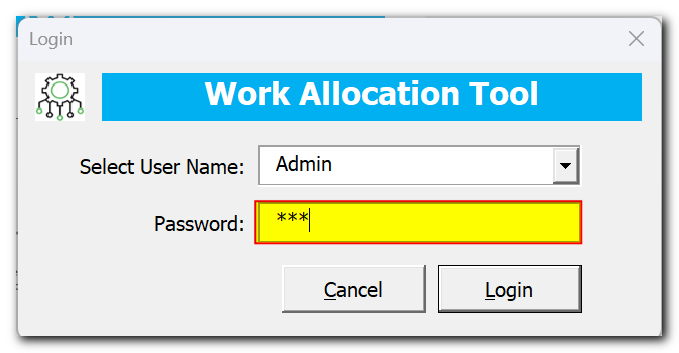 Login
Work Allocation Tool
Select User Name: Admin
Password: ***
Cancel Login